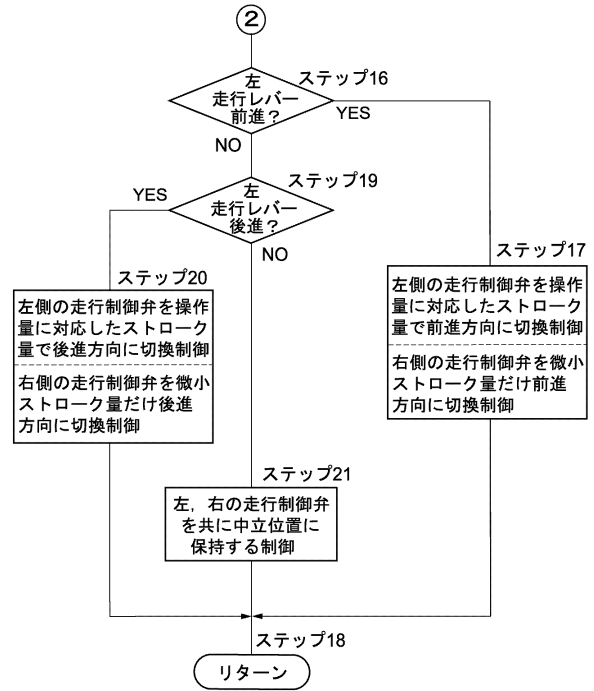 2
ステップ16
左
走行レバー
前進?
YES
NO
ステップ19
左
走行レバー
後進?
YES
NO
ステップ17
左側の走行制御弁を操作
量に対応したストローク
量で前進方向に切換制御
右側の走行制御弁を微小
ストローク量だけ前進
方向に切換制御
ステップ20
左側の走行制御弁を操作
量に対応したストローク
量で後進方向に切換制御
右側の走行制御弁を微小
ストローク量だけ後進
方向に切換制御
ステップ21
左，右の走行制御弁
を共に中立位置に
保持する制御
ステップ18
リターン